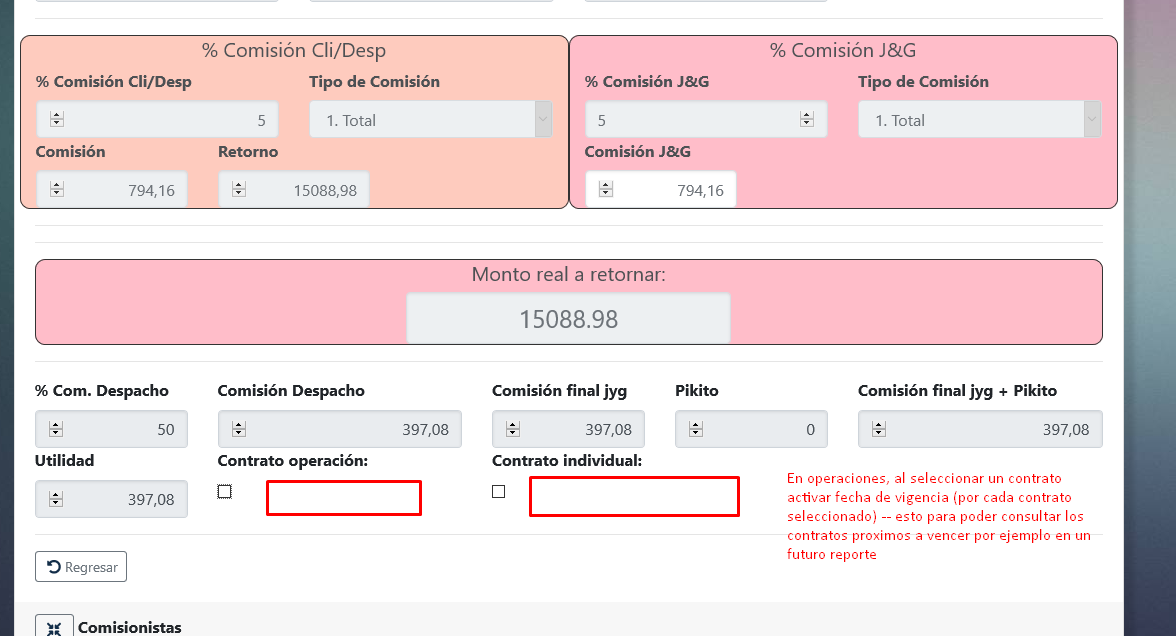 % Comisión Cli/Desp
% Comisión J&G
% Comisión Cli/Desp
Tipo de Comisión
% Comisión J&G
Tipo de Comisión
5
1. Total
5
1. Total
Comisión
Retorno
Comisión J&G
794,16
15088,98
794,16
Monto real a retornar:
15088.98
% Com. Despacho
Comisión Despacho
Comisión final jyg
Pikito
Comisión final jyg + Pikito
50
397,08
397,08
0
397,08
Utilidad
Contrato operación:
Contrato individual:
397,08
En operaciones, al seleccionar un contrato
activar fecha de vigencia (por cada contrato
seleccionado) -- esto para poder consultar los
contratos proximos a vencer por ejemplo en un
futuro reporte
Regresar
Comisionistas